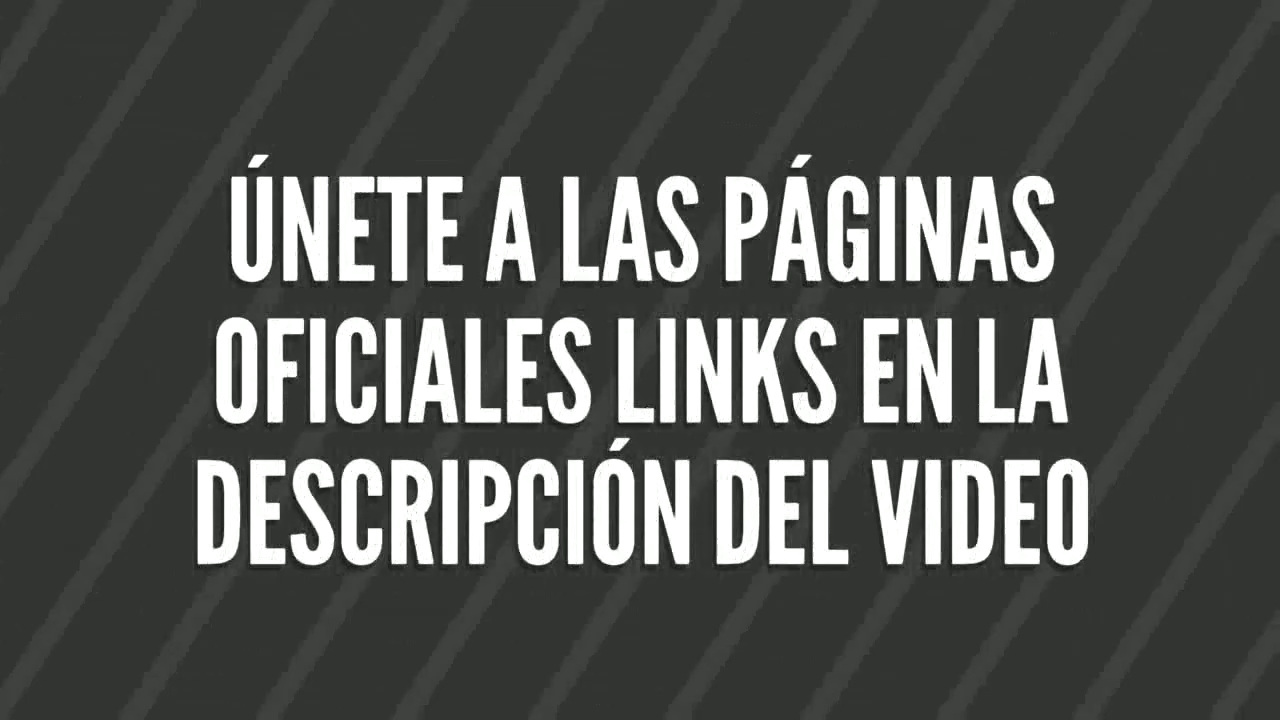 ÚNETE A LAS PÁGINAS
OFICIALES LINKS EN LA
DESCRIPCIÓN DEL VIDEO